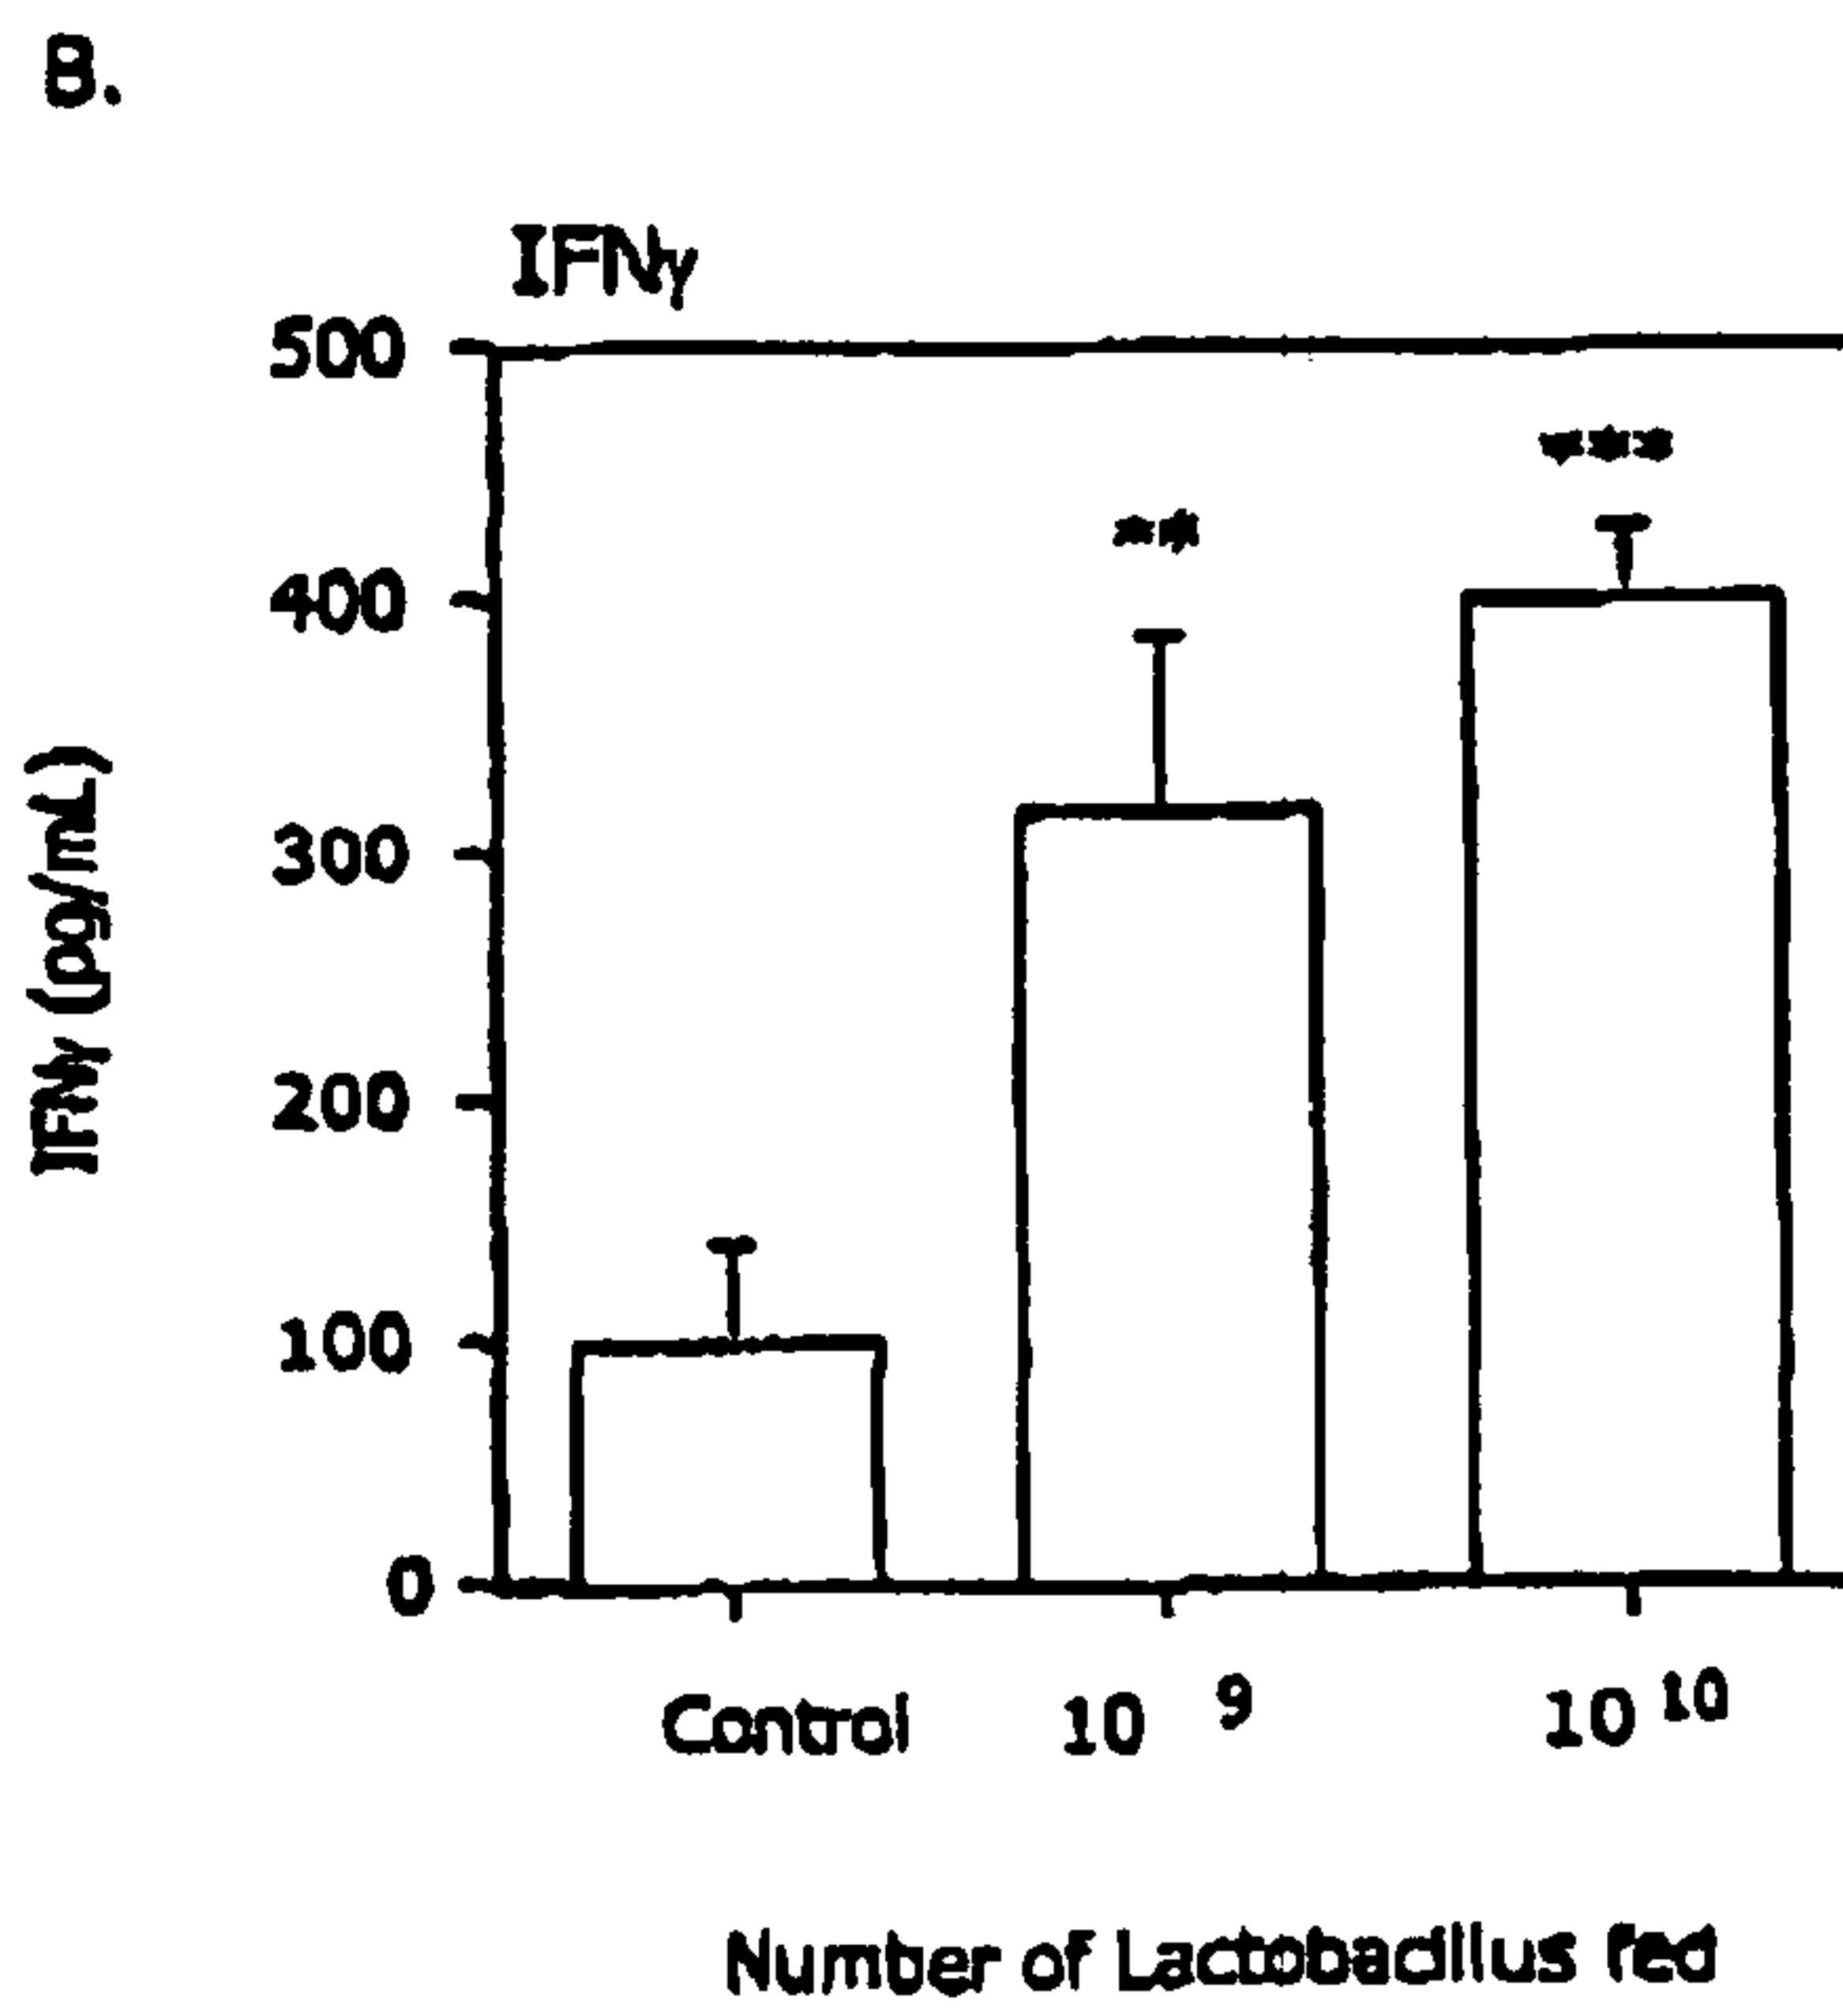 B.
IFNγ
500
***
**
400
300
IFNγ (pg/mL)
200
100
0
Control 10 9 10 10
Number of Lactobacillus fed